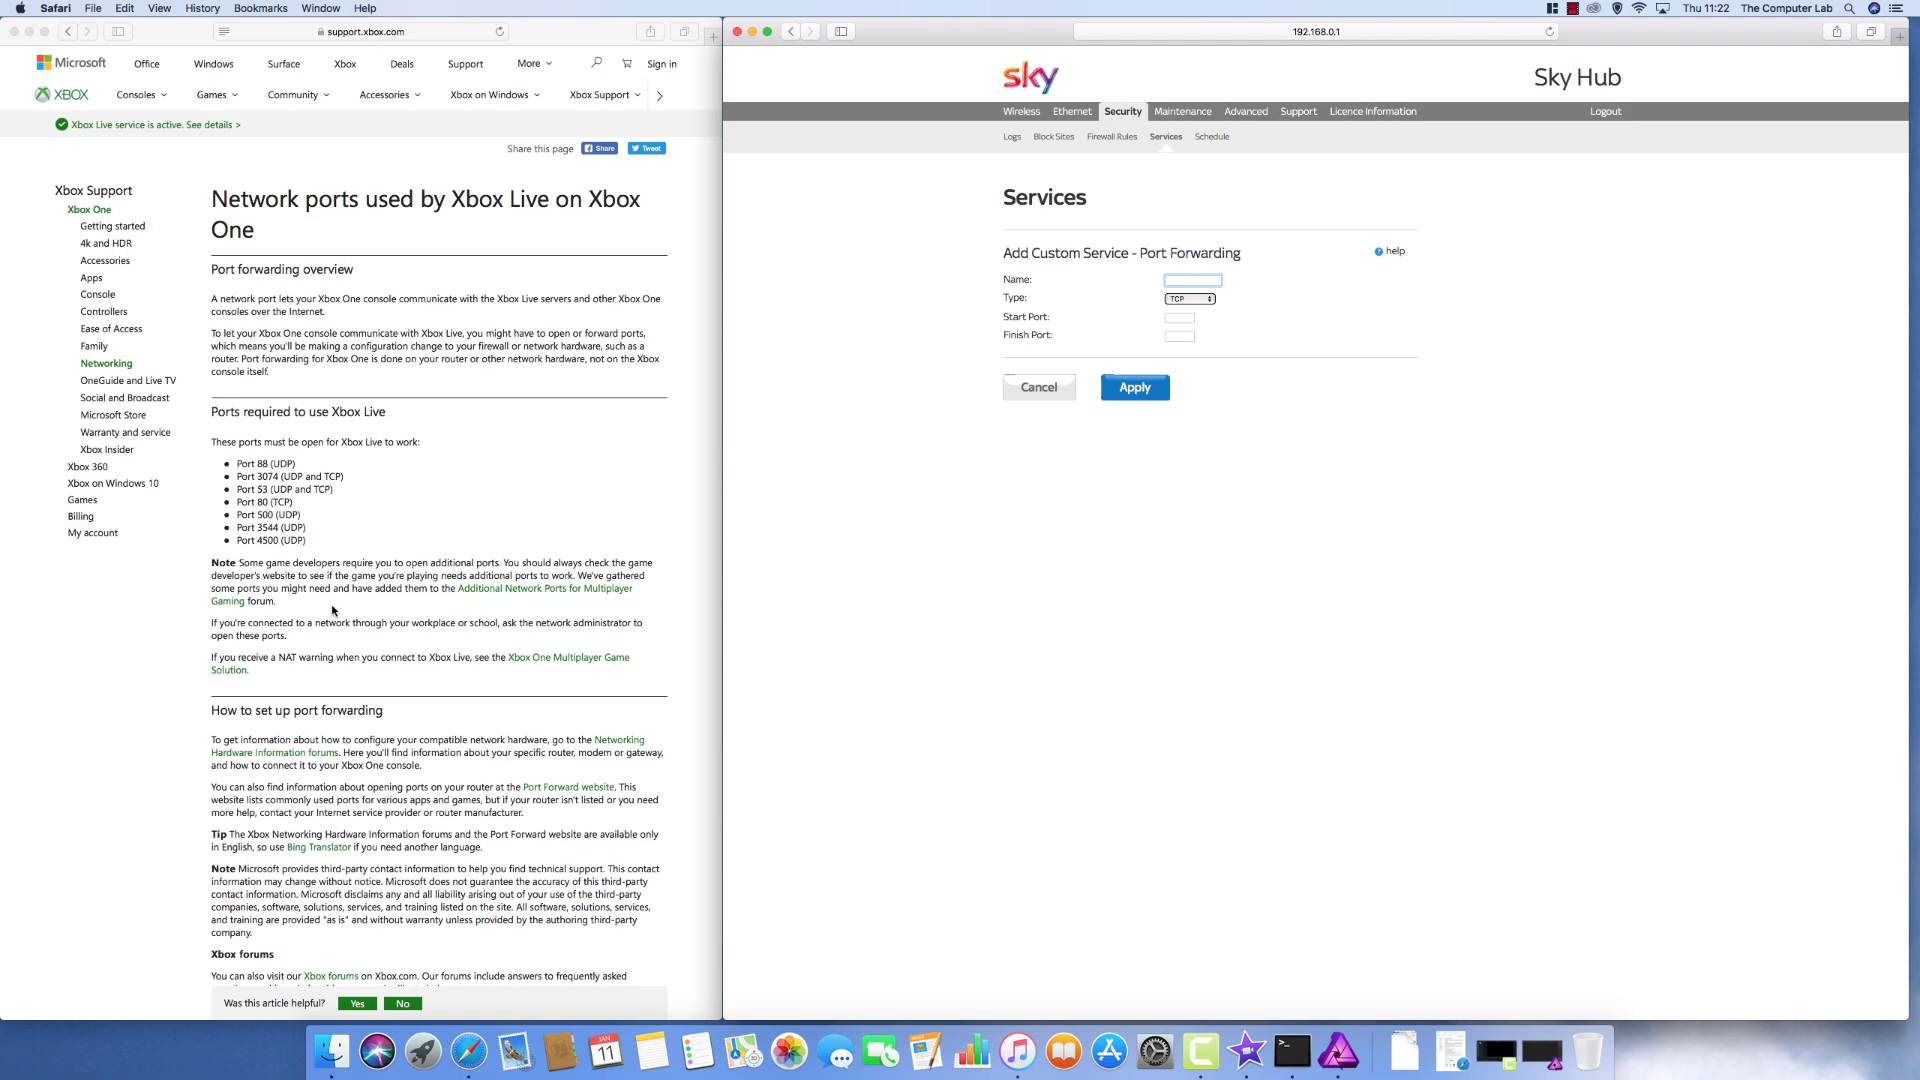 Safari File Edit View History Bookmarks Window Help
Thu 11:22 The Computer Lab
support.xbox.com
Microsoft Office Windows Surface Xbox Deals Support More Sign in
XBOX Consoles Games Community Accessories Xbox on Windows Xbox Support
Xbox Live service is active. See details >
Share this page Share Tweet
Xbox Support
Xbox One
Getting started
4k and HDR
Accessories
Apps
Console
Controllers
Ease of Access
Family
Networking
OneGuide and Live TV
Social and Broadcast
Microsoft Store
Warranty and service
Xbox Insider
Xbox 360
Xbox on Windows 10
Games
Billing
My account
Network ports used by Xbox Live on Xbox
One
Port forwarding overview
A network port lets your Xbox One console communicate with the Xbox Live servers and other Xbox One
consoles over the Internet.
To let your Xbox One console communicate with Xbox Live, you might have to open or forward ports,
which means you'll be making a configuration change to your firewall or network hardware, such as a
router. Port forwarding for Xbox One is done on your router or other network hardware, not on the Xbox
console itself.
Ports required to use Xbox Live
These ports must be open for Xbox Live to work:
● Port 88 (UDP)
● Port 3074 (UDP and TCP)
● Port 53 (UDP and TCP)
● Port 80 (TCP)
● Port 500 (UDP)
● Port 3544 (UDP)
● Port 4500 (UDP)
Note Some game developers require you to open additional ports. You should always check the game
developer's website to see if the game you're playing needs additional ports to work. We've gathered
some ports you might need and have added them to the Additional Network Ports for Multiplayer
Gaming forum.
If you're connected to a network through your workplace or school, ask the network administrator to
open these ports.
If you receive a NAT warning when you connect to Xbox Live, see the Xbox One Multiplayer Game
Solution.
How to set up port forwarding
To get information about how to configure your compatible network hardware, go to the Networking
Hardware Information forums. Here you'll find information about your specific router, modem or gateway,
and how to connect it to your Xbox One console.
You can also find information about opening ports on your router at the Port Forward website. This
website lists commonly used ports for various apps and games, but if your router isn't listed or you need
more help, contact your Internet service provider or router manufacturer.
Tip The Xbox Networking Hardware Information forums and the Port Forward website are available only
in English, so use Bing Translator if you need another language.
Note Microsoft provides third-party contact information to help you find technical support. This contact
information may change without notice. Microsoft does not guarantee the accuracy of this third-party
contact information. Microsoft disclaims any and all liability arising out of your use of the third-party
companies, software, solutions, services, and training listed on the site. All software, solutions, services,
and training are provided "as is" and without warranty unless provided by the authoring third-party
company.
Xbox forums
You can also visit our Xbox forums on Xbox.com. Our forums include answers to frequently asked
Was this article helpful? Yes No
192.168.0.1
sky
Sky Hub
Wireless Ethernet Security Maintenance Advanced Support Licence Information Logout
Logs Block Sites Firewall Rules Services Schedule
Services
Add Custom Service - Port Forwarding
help
Name:
Type: TCP
Start Port:
Finish Port:
Cancel Apply
JAN
11